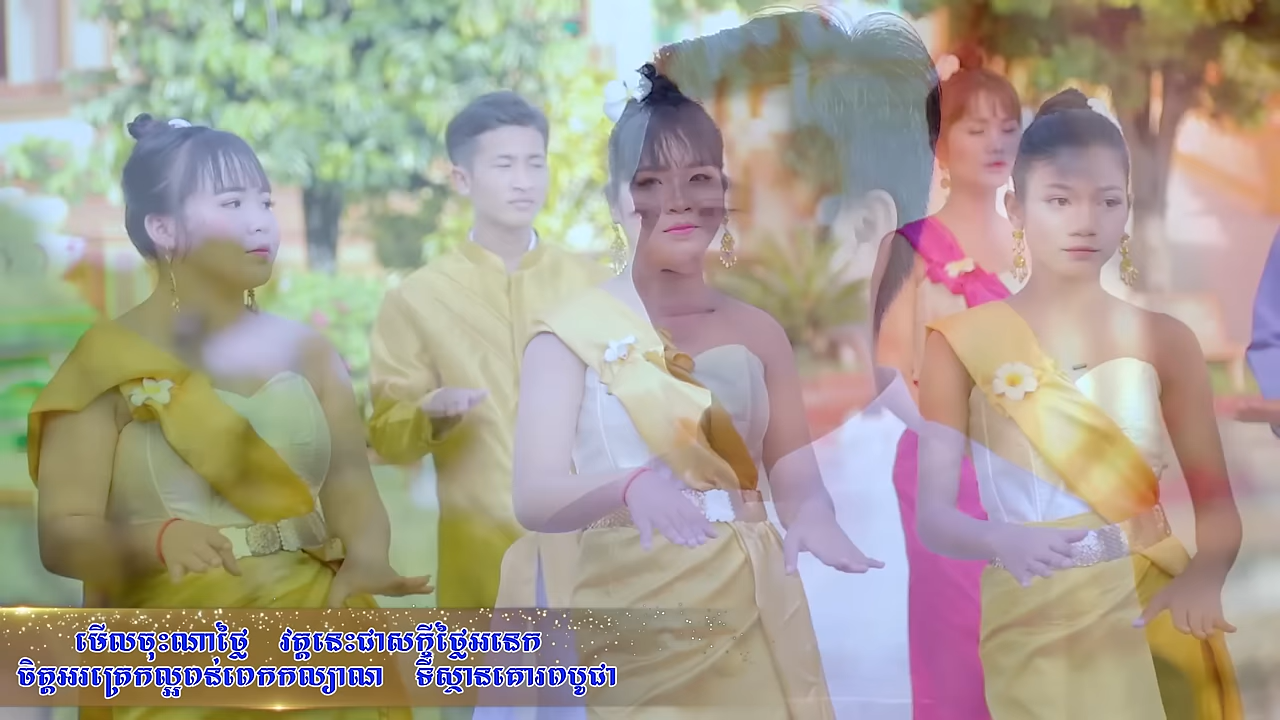 មើលចុះណាថ្លៃ វត្តនេះជាសក្ខីថ្លៃអនេក
ចិត្តអរត្រេកល្អពន់ពេកកល្យាណ ទីស្ថានគោរពបូជា